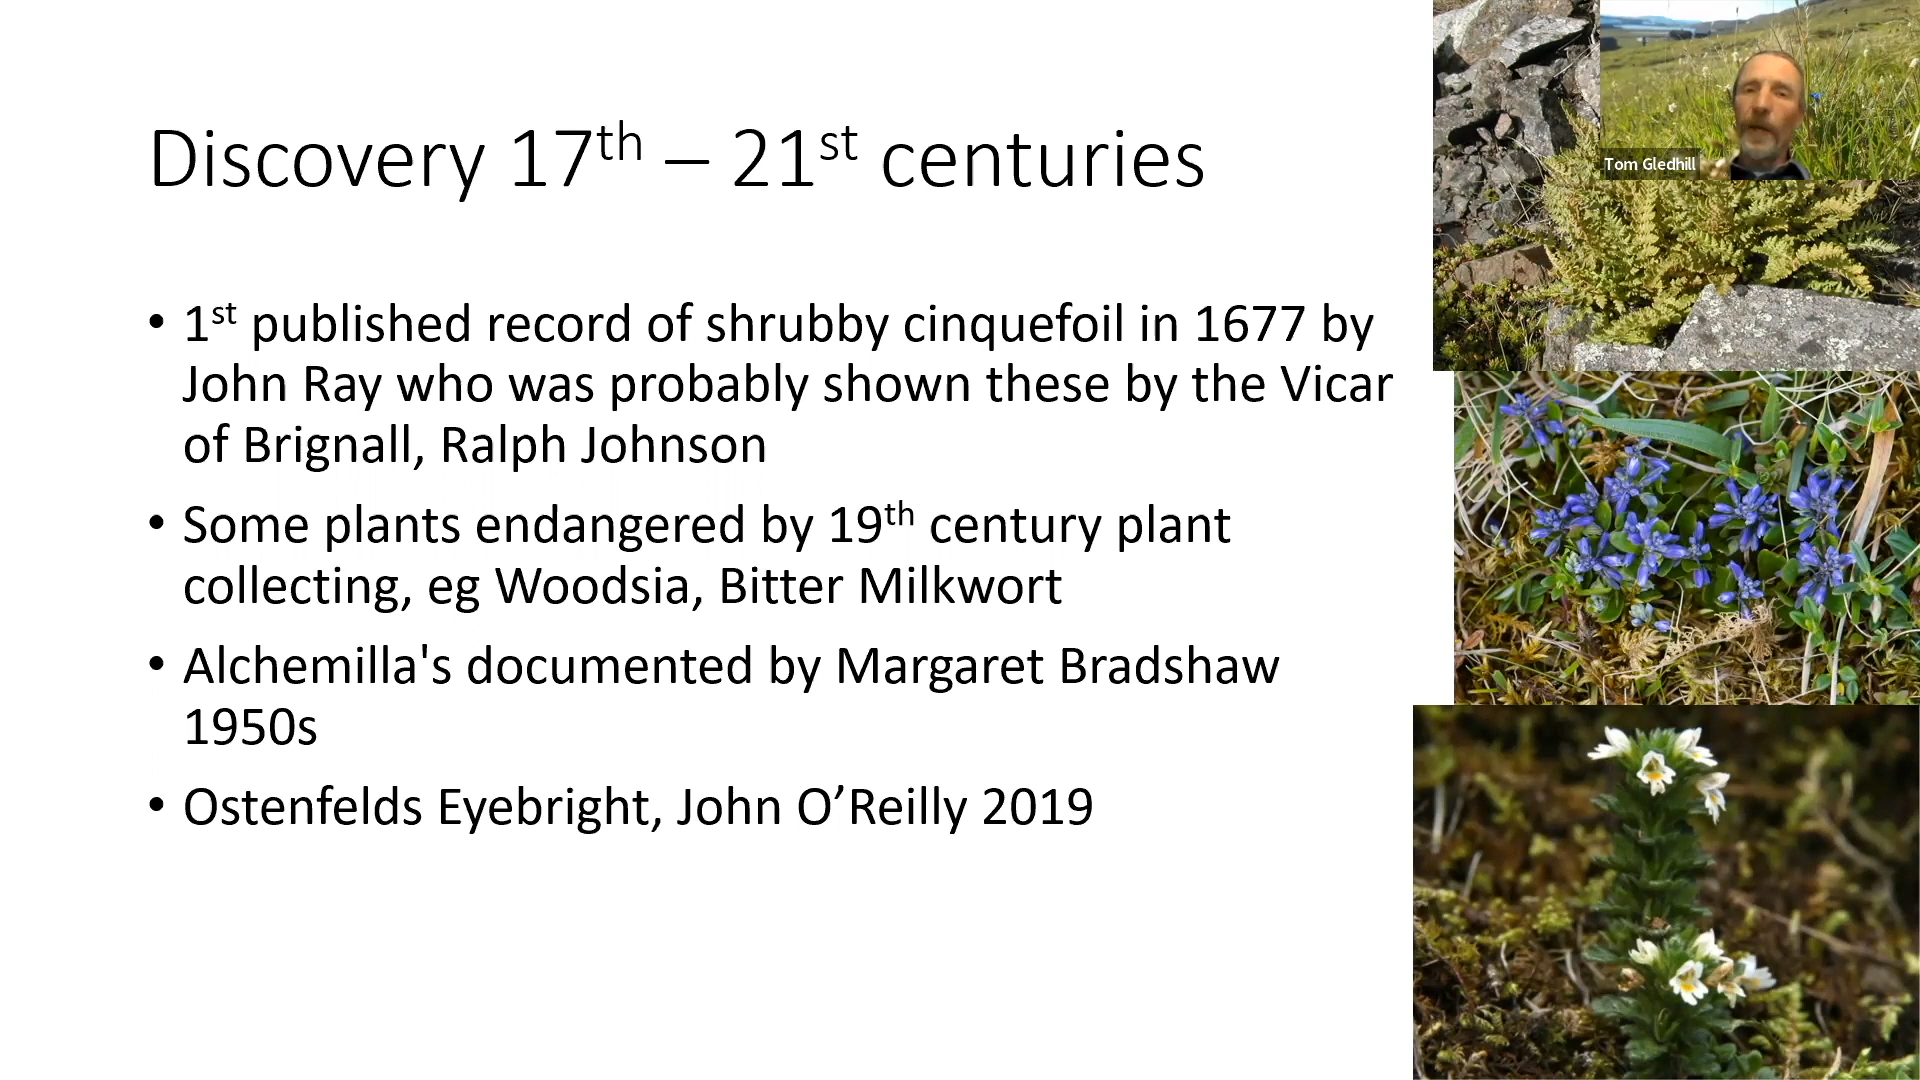 Discovery 17th – 21st centuries
Tom Gledhill
• 1st published record of shrubby cinquefoil in 1677 by
John Ray who was probably shown these by the Vicar
of Brignall, Ralph Johnson
• Some plants endangered by 19th century plant
collecting, eg Woodsia, Bitter Milkwort
• Alchemilla's documented by Margaret Bradshaw
1950s
• Ostenfelds Eyebright, John O’Reilly 2019